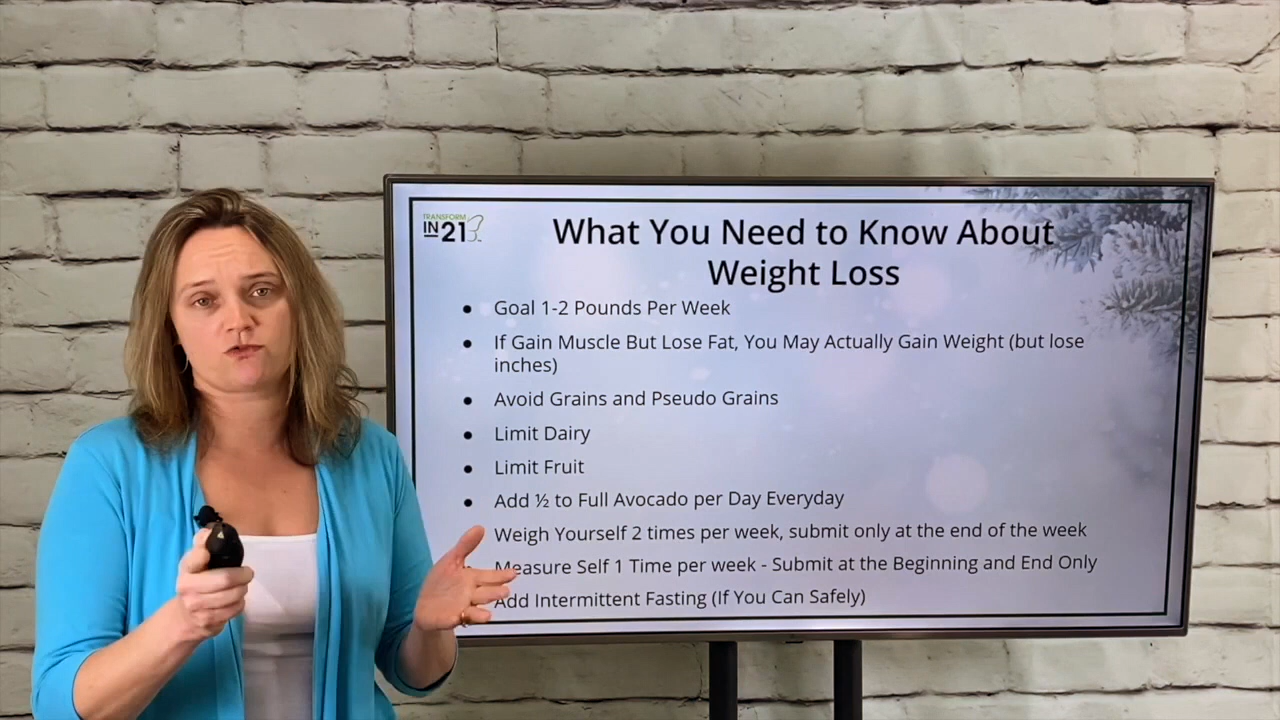 TRANSFORM
IN21
What You Need to Know About
Weight Loss
Goal 1-2 Pounds Per Week
If Gain Muscle But Lose Fat, You May Actually Gain Weight (but lose
inches)
Avoid Grains and Pseudo Grains
Limit Dairy
Limit Fruit
Add ½ to Full Avocado per Day Everyday
Weigh Yourself 2 times per week, submit only at the end of the week
Measure Self 1 Time per week - Submit at the Beginning and End Only
Add Intermittent Fasting (If You Can Safely)